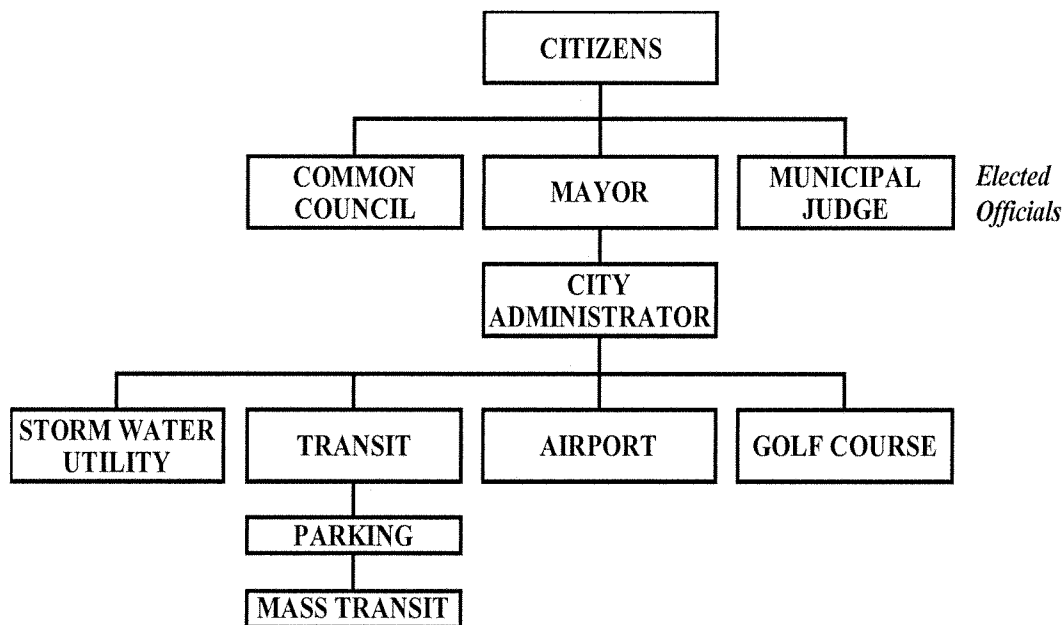 CITIZENS
COMMON
COUNCIL
MAYOR
MUNICIPAL
JUDGE
Elected
Officials
CITY
ADMINISTRATOR
STORM WATER
UTILITY
TRANSIT
AIRPORT
GOLF COURSE
PARKING
MASS TRANSIT